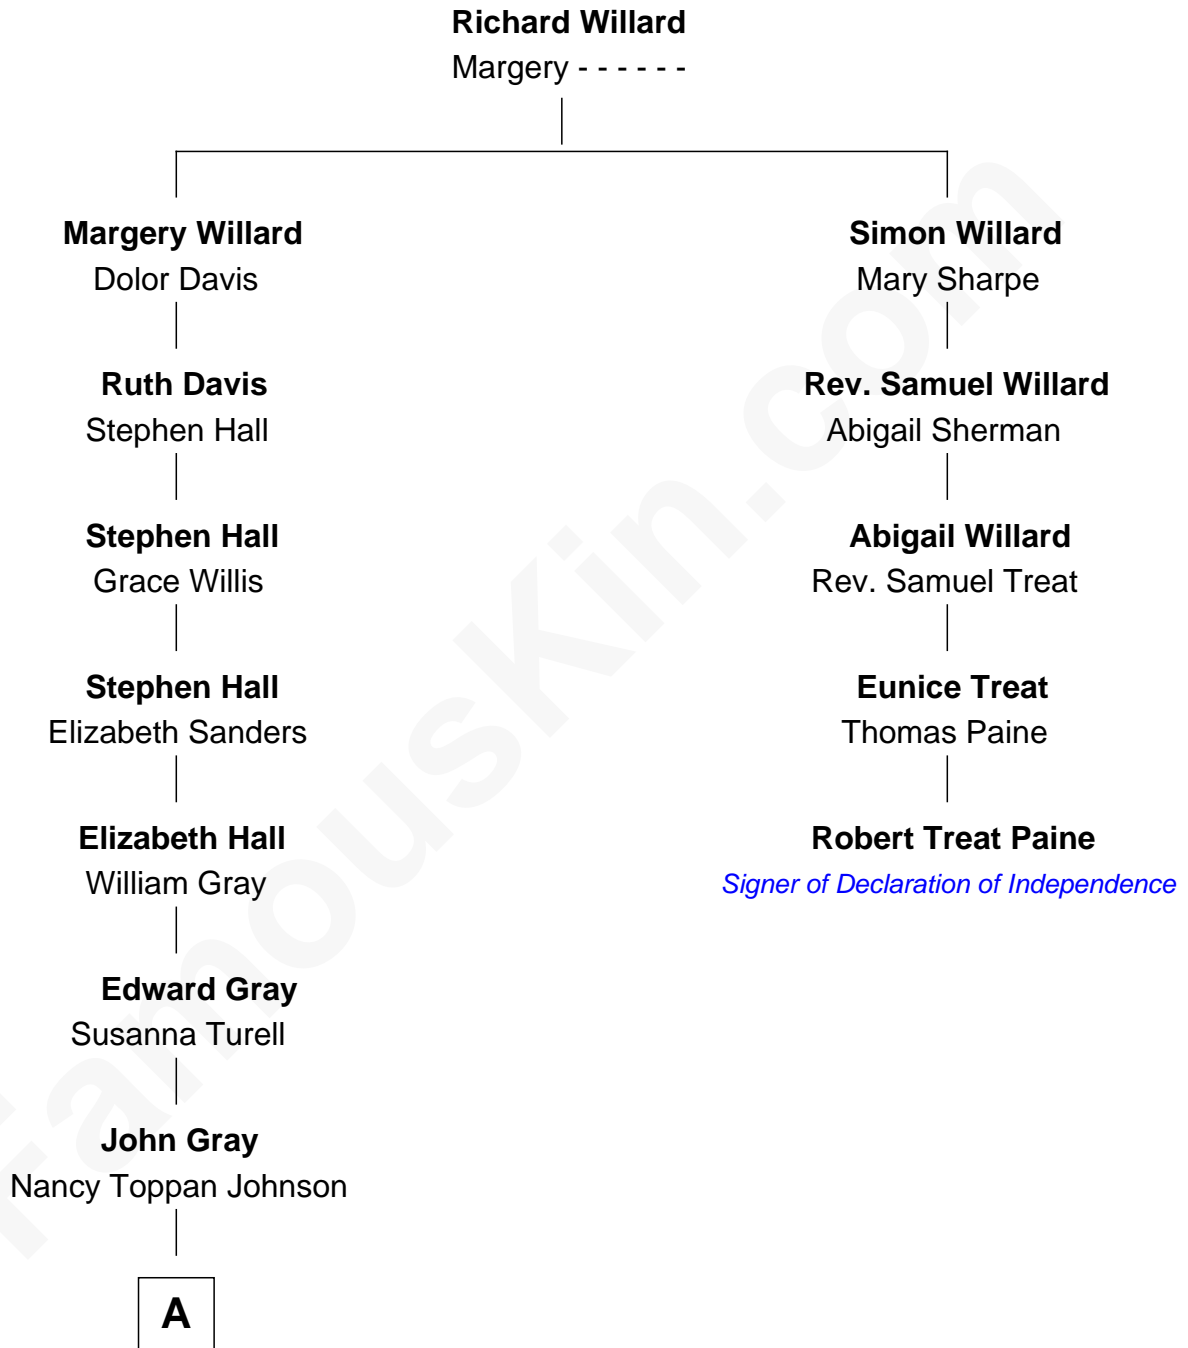 Richard Willard
Margery - - - - - -
Margery Willard
Dolor Davis
Simon Willard
Mary Sharpe
Ruth Davis
Stephen Hall
Rev. Samuel Willard
Abigail Sherman
Stephen Hall
Grace Willis
Abigail Willard
Rev. Samuel Treat
Stephen Hall
Elizabeth Sanders
Eunice Treat
Thomas Paine
Elizabeth Hall
William Gray
Robert Treat Paine
Signer of Declaration of Independence
Edward Gray
Susanna Turell
John Gray
Nancy Toppan Johnson
A
FamousKin.com